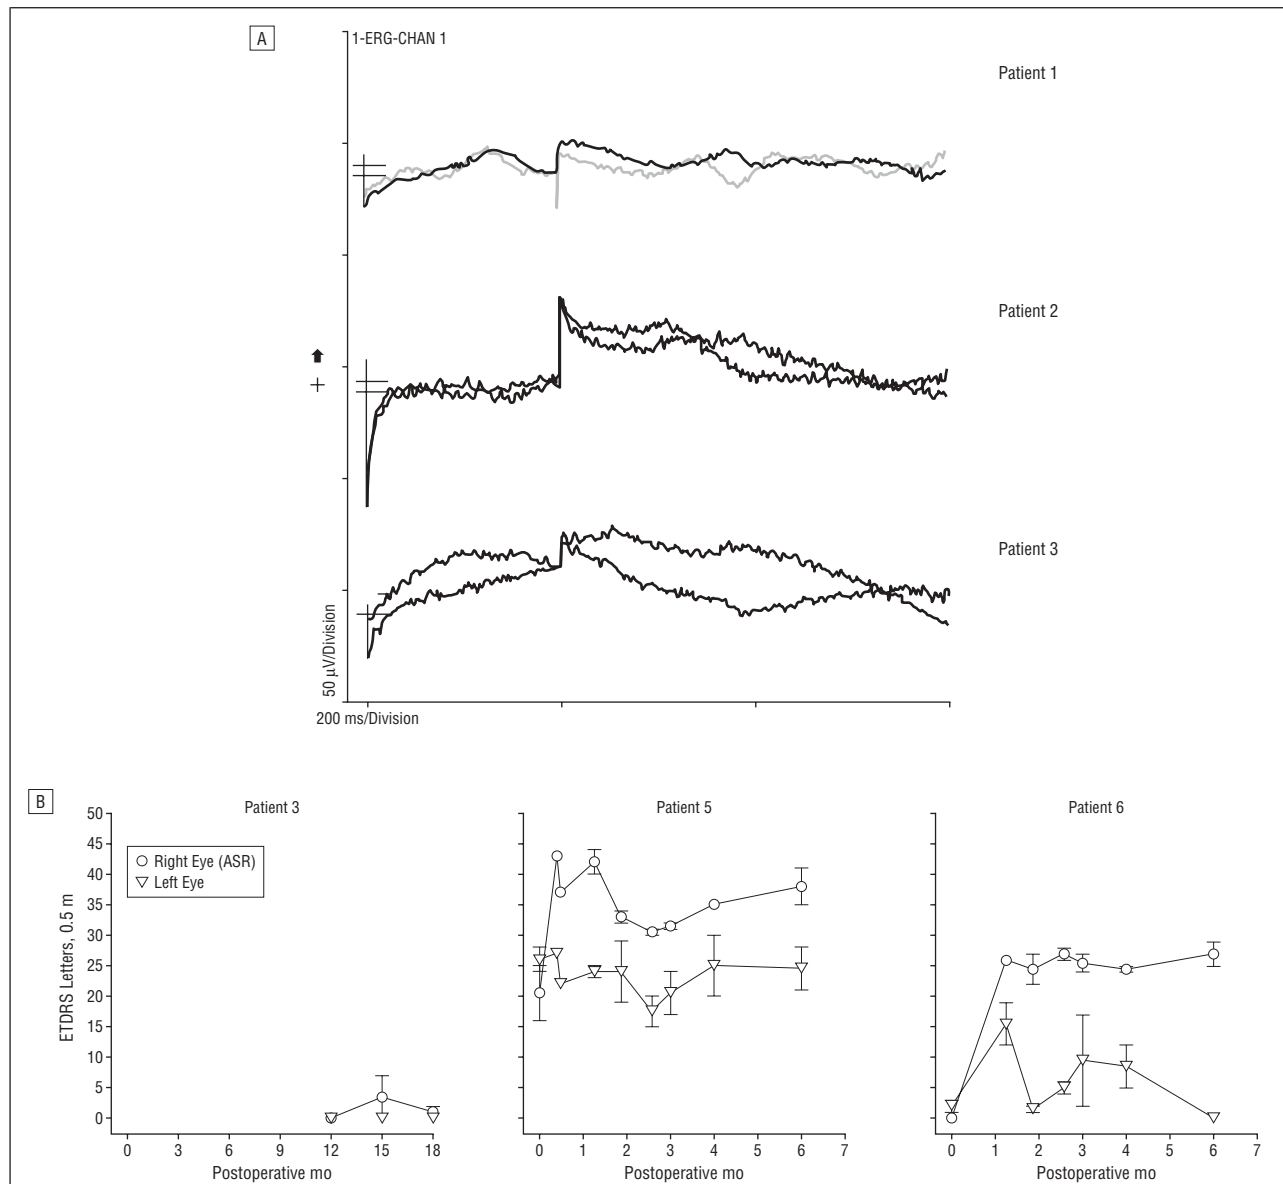 A
1-ERG-CHAN 1
Patient 1
Patient 2
Patient 3
50 µV/Division
200 ms/Division
B
Patient 3
Patient 5
Patient 6
50
45
40
35
30
25
20
15
10
5
0
ETDRS Letters, 0.5 m
Right Eye (ASR)
Left Eye
0 3 6 9 12 15 18
0 1 2 3 4 5 6 7
0 1 2 3 4 5 6 7
Postoperative mo
Postoperative mo
Postoperative mo